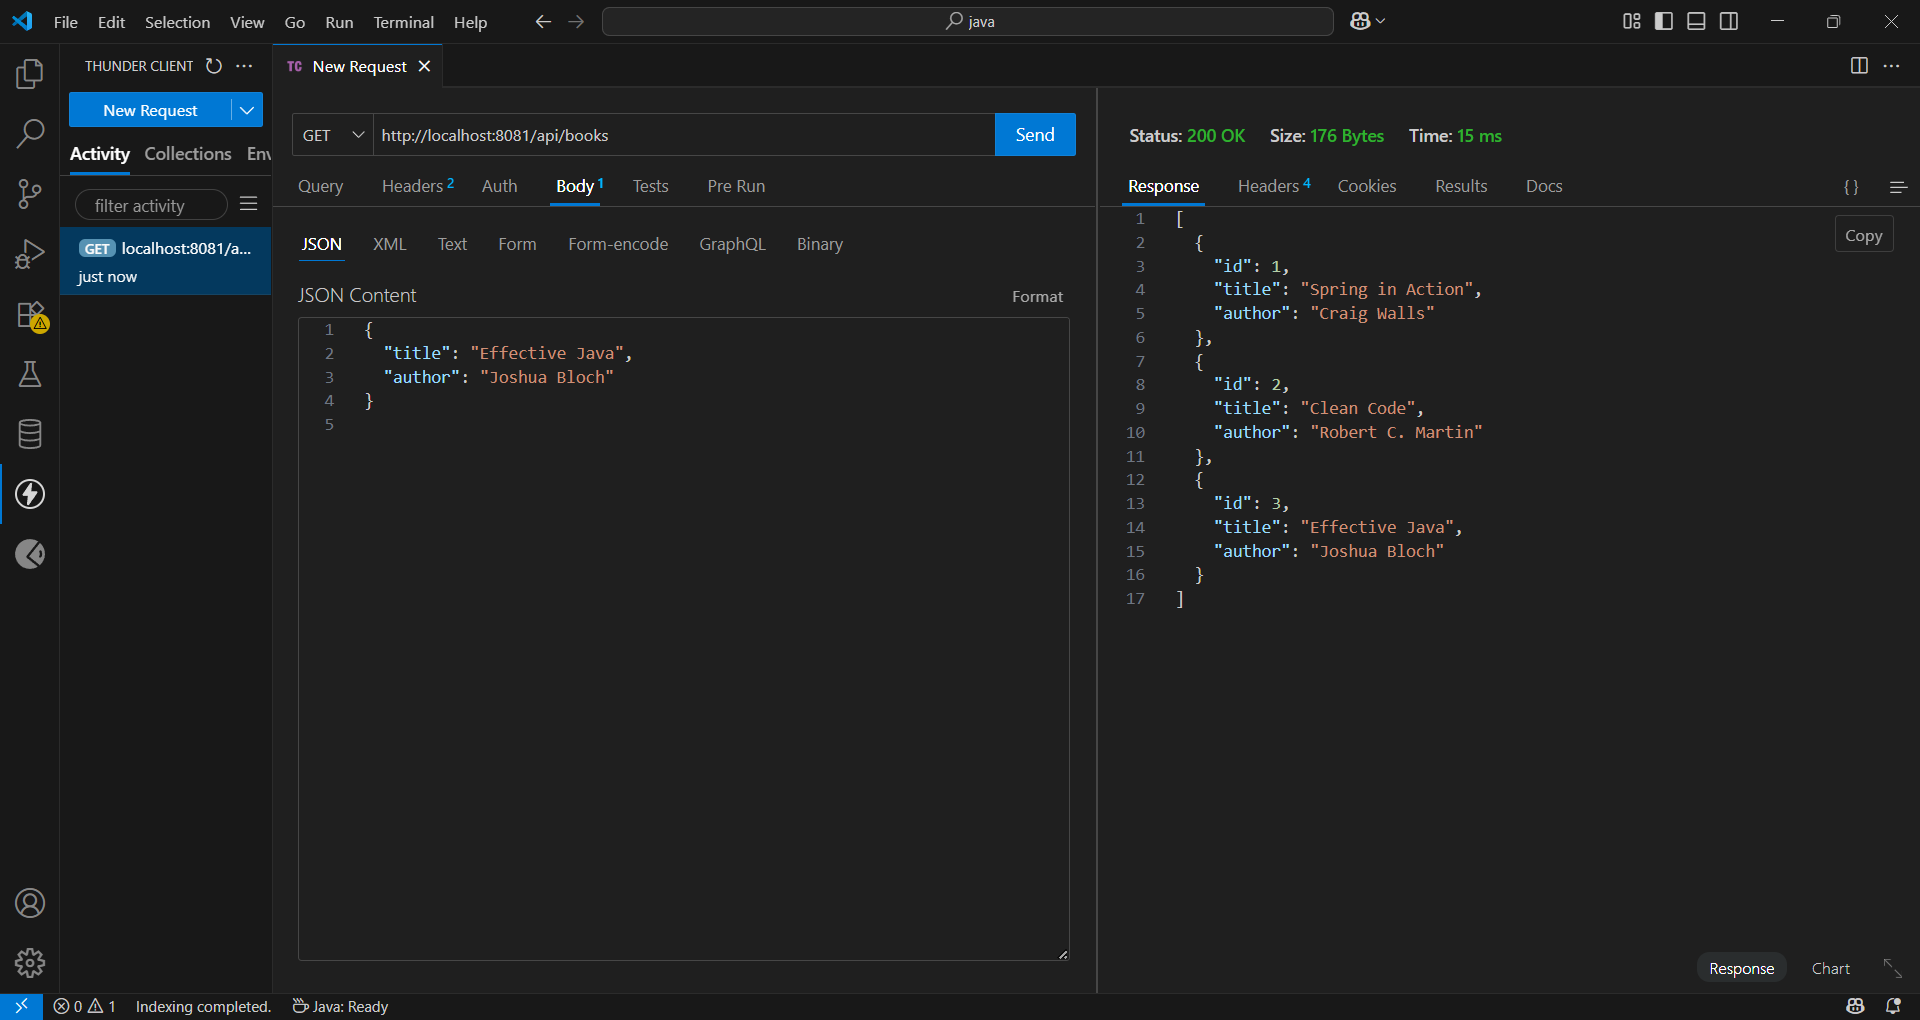 File Edit Selection View Go Run Terminal Help
java
THUNDER CLIENT
TC New Request
New Request
GET http://localhost:8081/api/books Send
Status: 200 OK Size: 176 Bytes Time: 15 ms
Activity Collections Env
Query Headers 2 Auth Body 1 Tests Pre Run
Response Headers 4 Cookies Results Docs { }
filter activity
GET localhost:8081/a...
just now
JSON XML Text Form Form-encode GraphQL Binary
JSON Content Format
1 {
2 "title": "Effective Java",
3 "author": "Joshua Bloch"
4 }
5
Copy
1 [
2 {
3 "id": 1,
4 "title": "Spring in Action",
5 "author": "Craig Walls"
6 },
7 {
8 "id": 2,
9 "title": "Clean Code",
10 "author": "Robert C. Martin"
11 },
12 {
13 "id": 3,
14 "title": "Effective Java",
15 "author": "Joshua Bloch"
16 }
17 ]
Response Chart
0 1 Indexing completed. Java: Ready